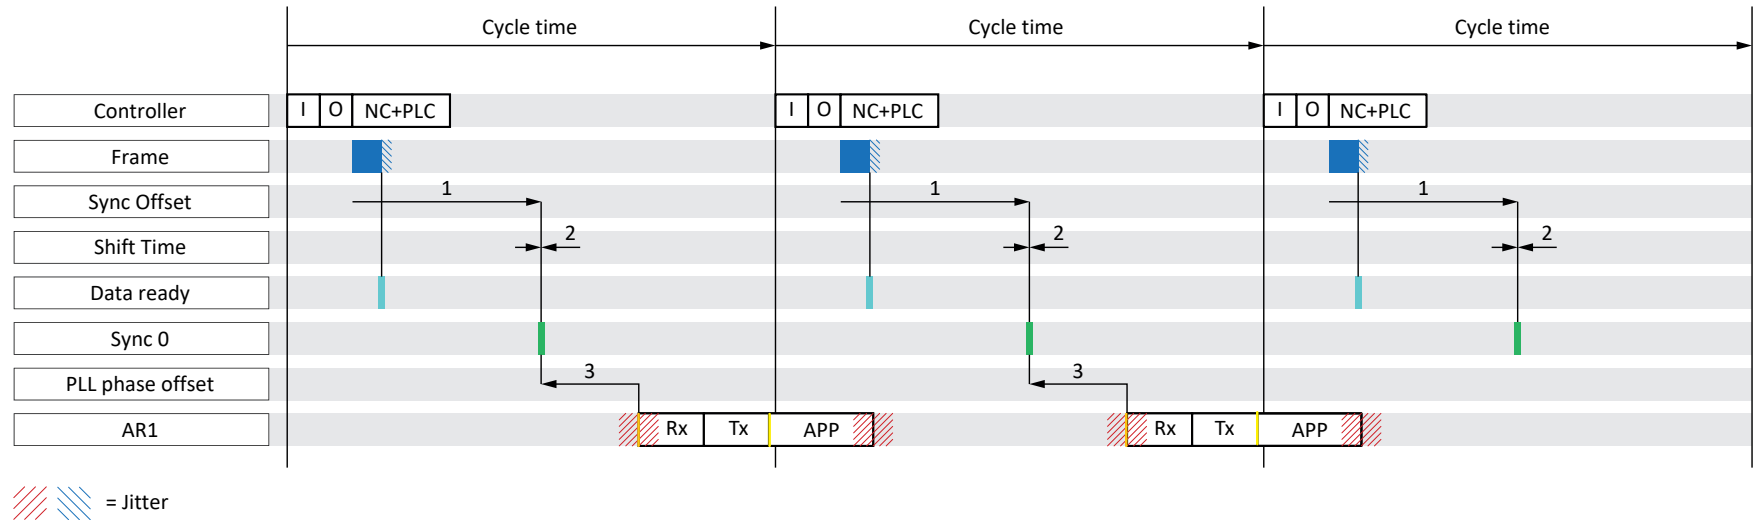 Cycle time Cycle time Cycle time
Controller I O NC+PLC I O NC+PLC I O NC+PLC
Frame
Sync Offset 1 1 1
Shift Time 2 2 2
Data ready
Sync 0
PLL phase offset 3 3
AR1 Rx Tx APP Rx Tx APP
= Jitter